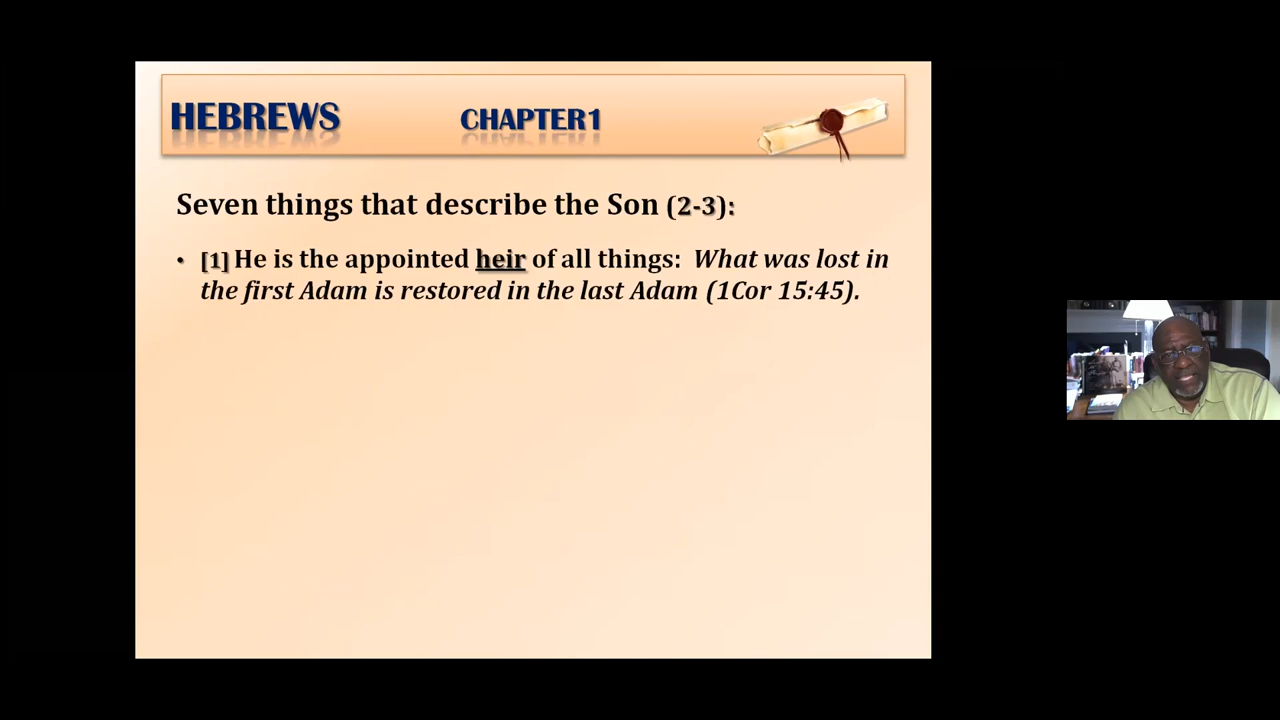 HEBREWS CHAPTER1
Seven things that describe the Son (2-3):
• [1] He is the appointed heir of all things: What was lost in
the first Adam is restored in the last Adam (1Cor 15:45).